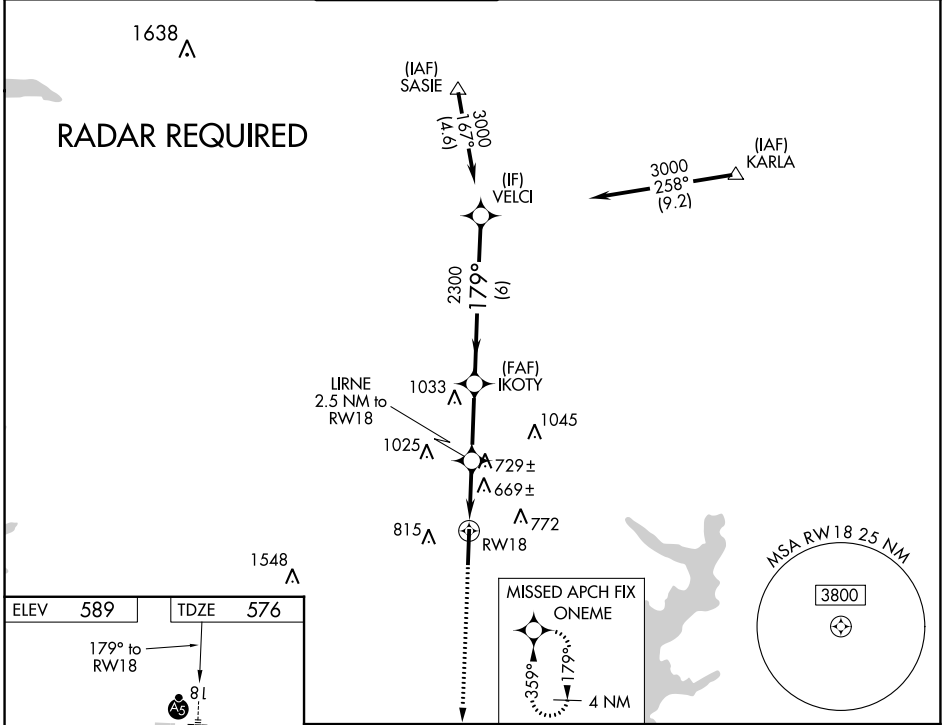 1638
RADAR REQUIRED
(IAF)
SASIE
3000
167°
(4.6)
(IAF)
KARLA
3000
258°
(9.2)
(IF)
VELCI
2300
179°
(6)
(FAF)
IKOTY
1033
LIRNE
2.5 NM to
RW18
1045
1025
729±
669±
815
772
RW18
1548
MSA RW18 25 NM
3800
MISSED APCH FIX
ONEME
359°
179°
4 NM
ELEV 589
TDZE 576
179° to
RW18
18
A5